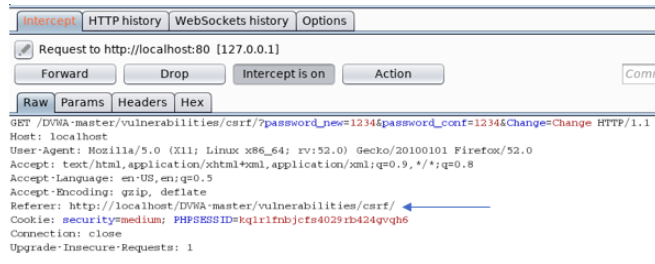 Intercept HTTP history WebSockets history Options
Request to http://localhost:80 [127.0.0.1]
Forward Drop Intercept is on Action Comm
Raw Params Headers Hex
GET /DVWA-master/vulnerabilities/csrf/?password_new=1234&password_conf=1234&Change=Change HTTP/1.1
Host: localhost
User-Agent: Mozilla/5.0 (X11; Linux x86_64; rv:52.0) Gecko/20100101 Firefox/52.0
Accept: text/html,application/xhtml+xml,application/xml;q=0.9,*/*;q=0.8
Accept-Language: en-US,en;q=0.5
Accept-Encoding: gzip, deflate
Referer: http://localhost/DVWA-master/vulnerabilities/csrf/
Cookie: security=medium; PHPSESSID=kq1r1fnbjcfs4029rb424gvqh6
Connection: close
Upgrade-Insecure-Requests: 1